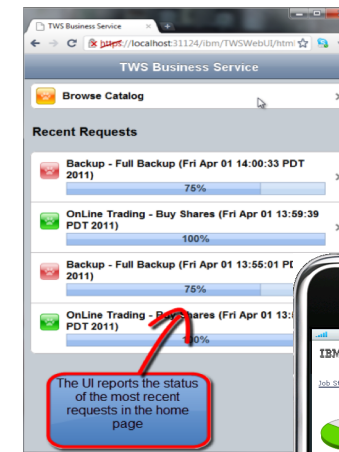 TWS Business Service
https://localhost:31124/ibm/TWSWebUI/html
TWS Business Service
Browse Catalog
Recent Requests
Backup - Full Backup (Fri Apr 01 14:00:33 PDT
2011)
75%
OnLine Trading - Buy Shares (Fri Apr 01 13:59:39
PDT 2011)
100%
Backup - Full Backup (Fri Apr 01 13:55:01 PD
2011)
75%
OnLine Trading - Buy Shares (Fri Apr 01 13:
PDT 2011)
100%
The UI reports the status
of the most recent
requests in the home
page
IBM
Job St